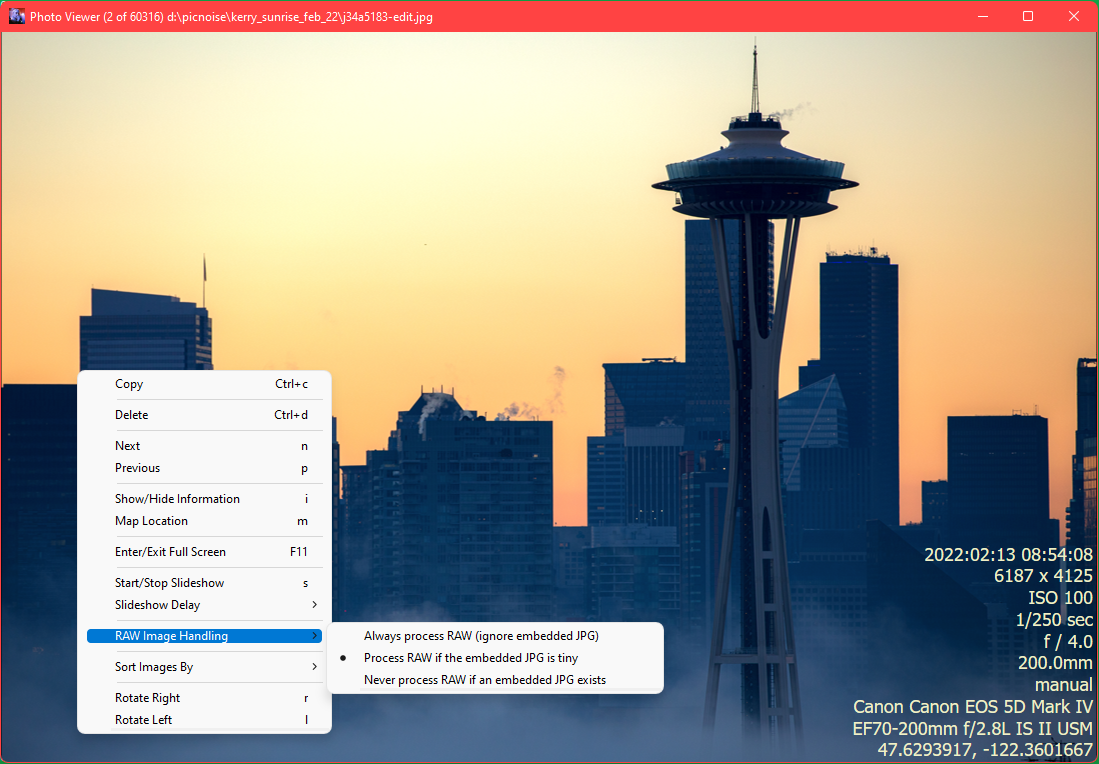 Photo Viewer (2 of 60316) d:\picnoise\kerry_sunrise_feb_22\j34a5183-edit.jpg
Copy Ctrl+c
Delete Ctrl+d
Next n
Previous p
Show/Hide Information i
Map Location m
Enter/Exit Full Screen F11
Start/Stop Slideshow s
Slideshow Delay
RAW Image Handling
Always process RAW (ignore embedded JPG)
Process RAW if the embedded JPG is tiny
Never process RAW if an embedded JPG exists
Sort Images By
Rotate Right r
Rotate Left l
2022:02:13 08:54:08
6187 x 4125
ISO 100
1/250 sec
f / 4.0
200.0mm
manual
Canon Canon EOS 5D Mark IV
EF70-200mm f/2.8L IS II USM
47.6293917, -122.3601667